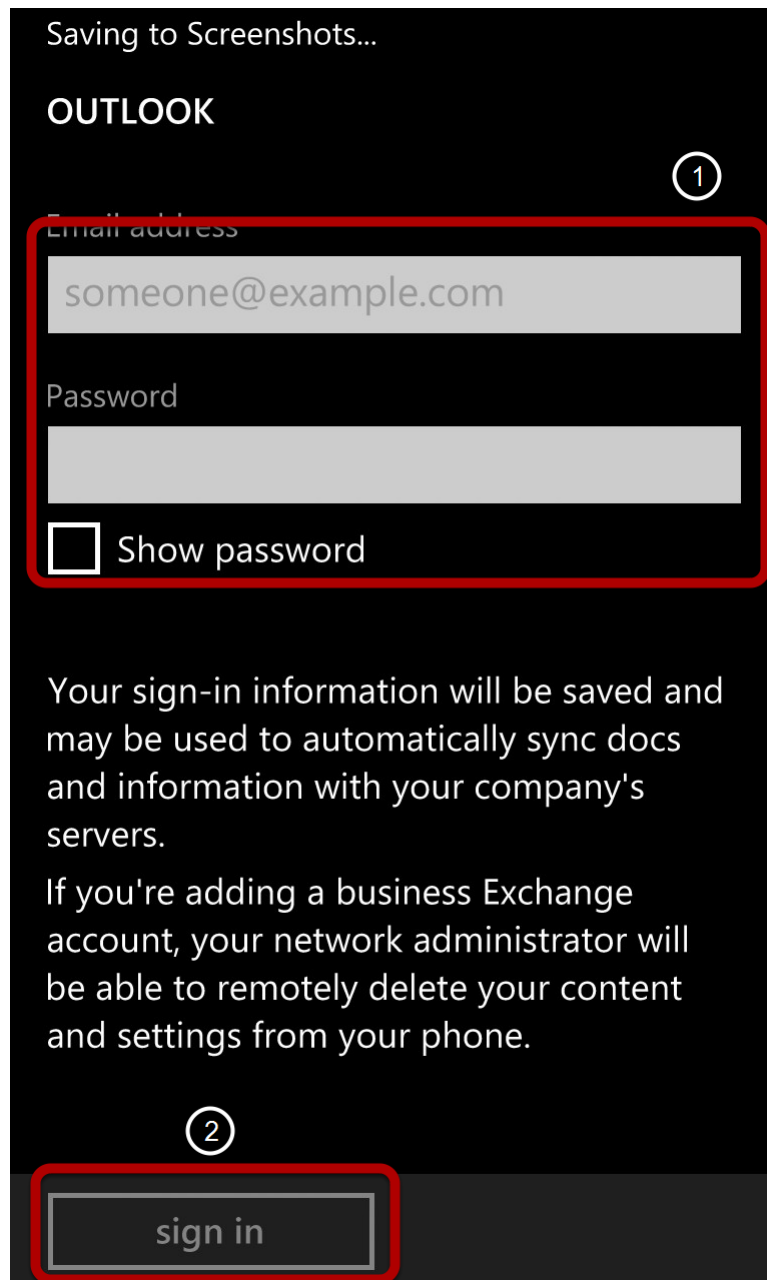 Saving to Screenshots...
OUTLOOK
1
Email address
someone@example.com
Password
Show password
Your sign-in information will be saved and
may be used to automatically sync docs
and information with your company's
servers.
If you're adding a business Exchange
account, your network administrator will
be able to remotely delete your content
and settings from your phone.
2
sign in